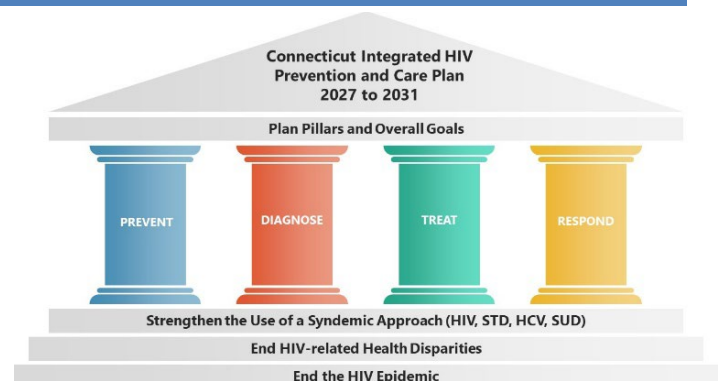 Connecticut Integrated HIV
Prevention and Care Plan
2027 to 2031
Plan Pillars and Overall Goals
PREVENT
DIAGNOSE
TREAT
RESPOND
Strengthen the Use of a Syndemic Approach (HIV, STD, HCV, SUD)
End HIV-related Health Disparities
End the HIV Epidemic